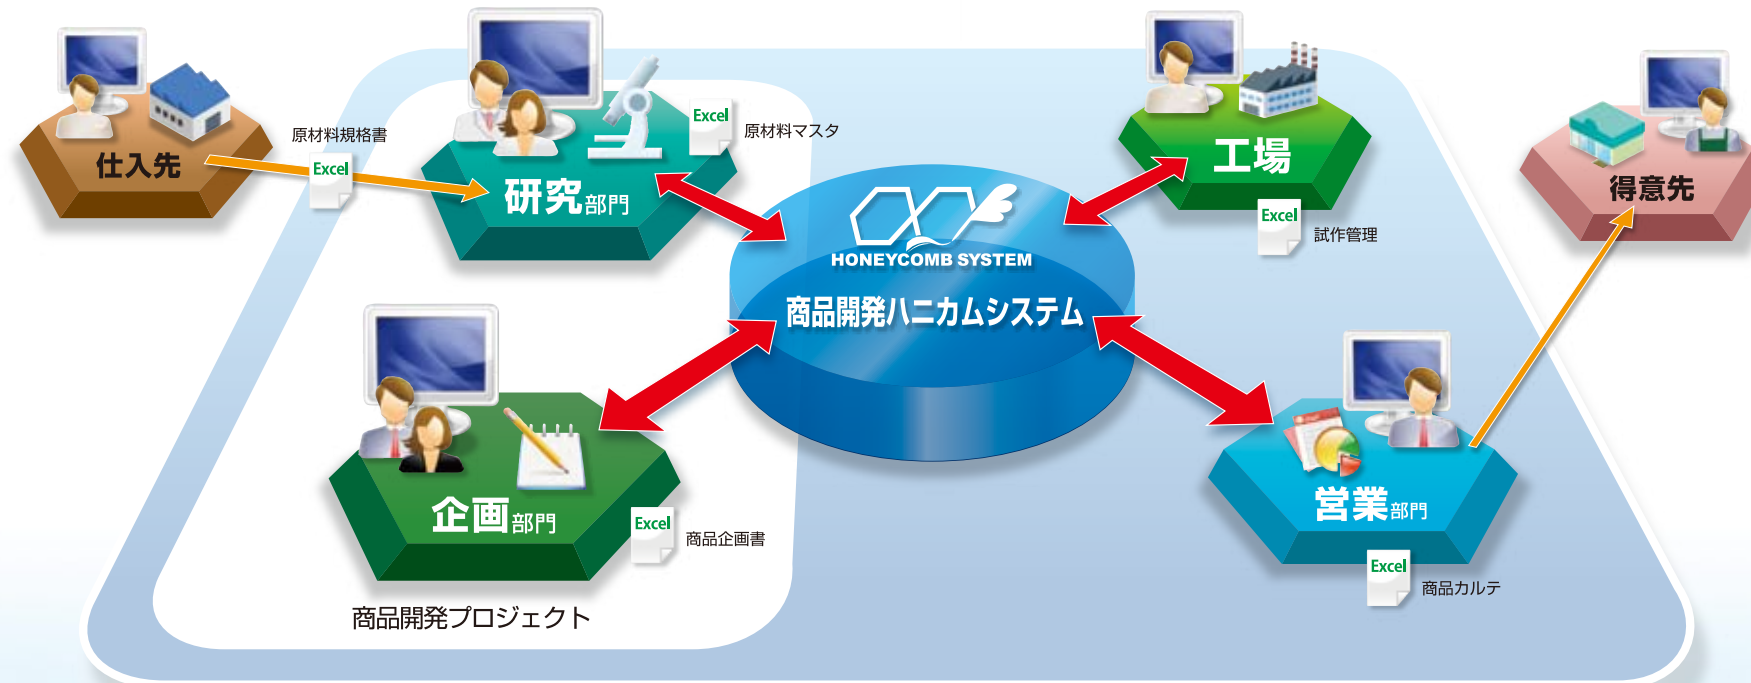 仕入先
原材料規格書
Excel
研究部門
Excel
原材料マスタ
HONEYCOMB SYSTEM
商品開発ハニカムシステム
工場
Excel
試作管理
得意先
企画部門
Excel
商品企画書
商品開発プロジェクト
営業部門
Excel
商品カルテ